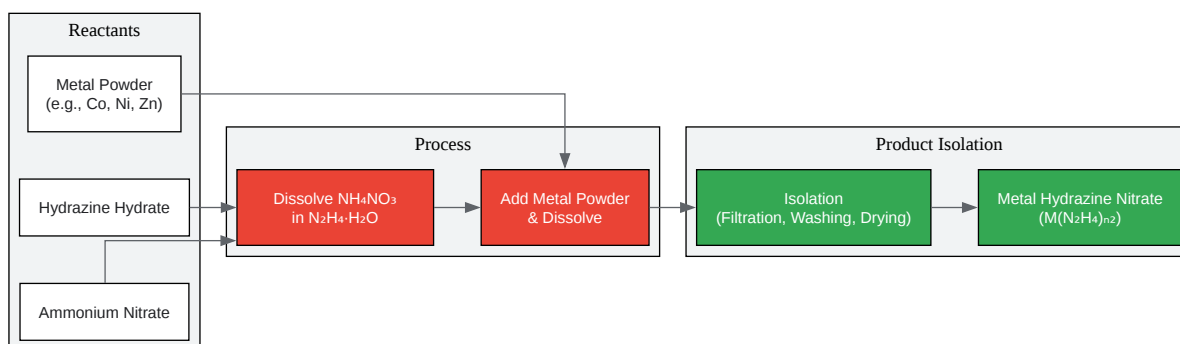 Reactants
Metal Powder
(e.g., Co, Ni, Zn)
Hydrazine Hydrate
Ammonium Nitrate
Process
Dissolve NH₄NO₃
in N₂H₄·H₂O
Add Metal Powder
& Dissolve
Product Isolation
Isolation
(Filtration, Washing, Drying)
Metal Hydrazine Nitrate
(M(N₂H₄)ₙ₂)